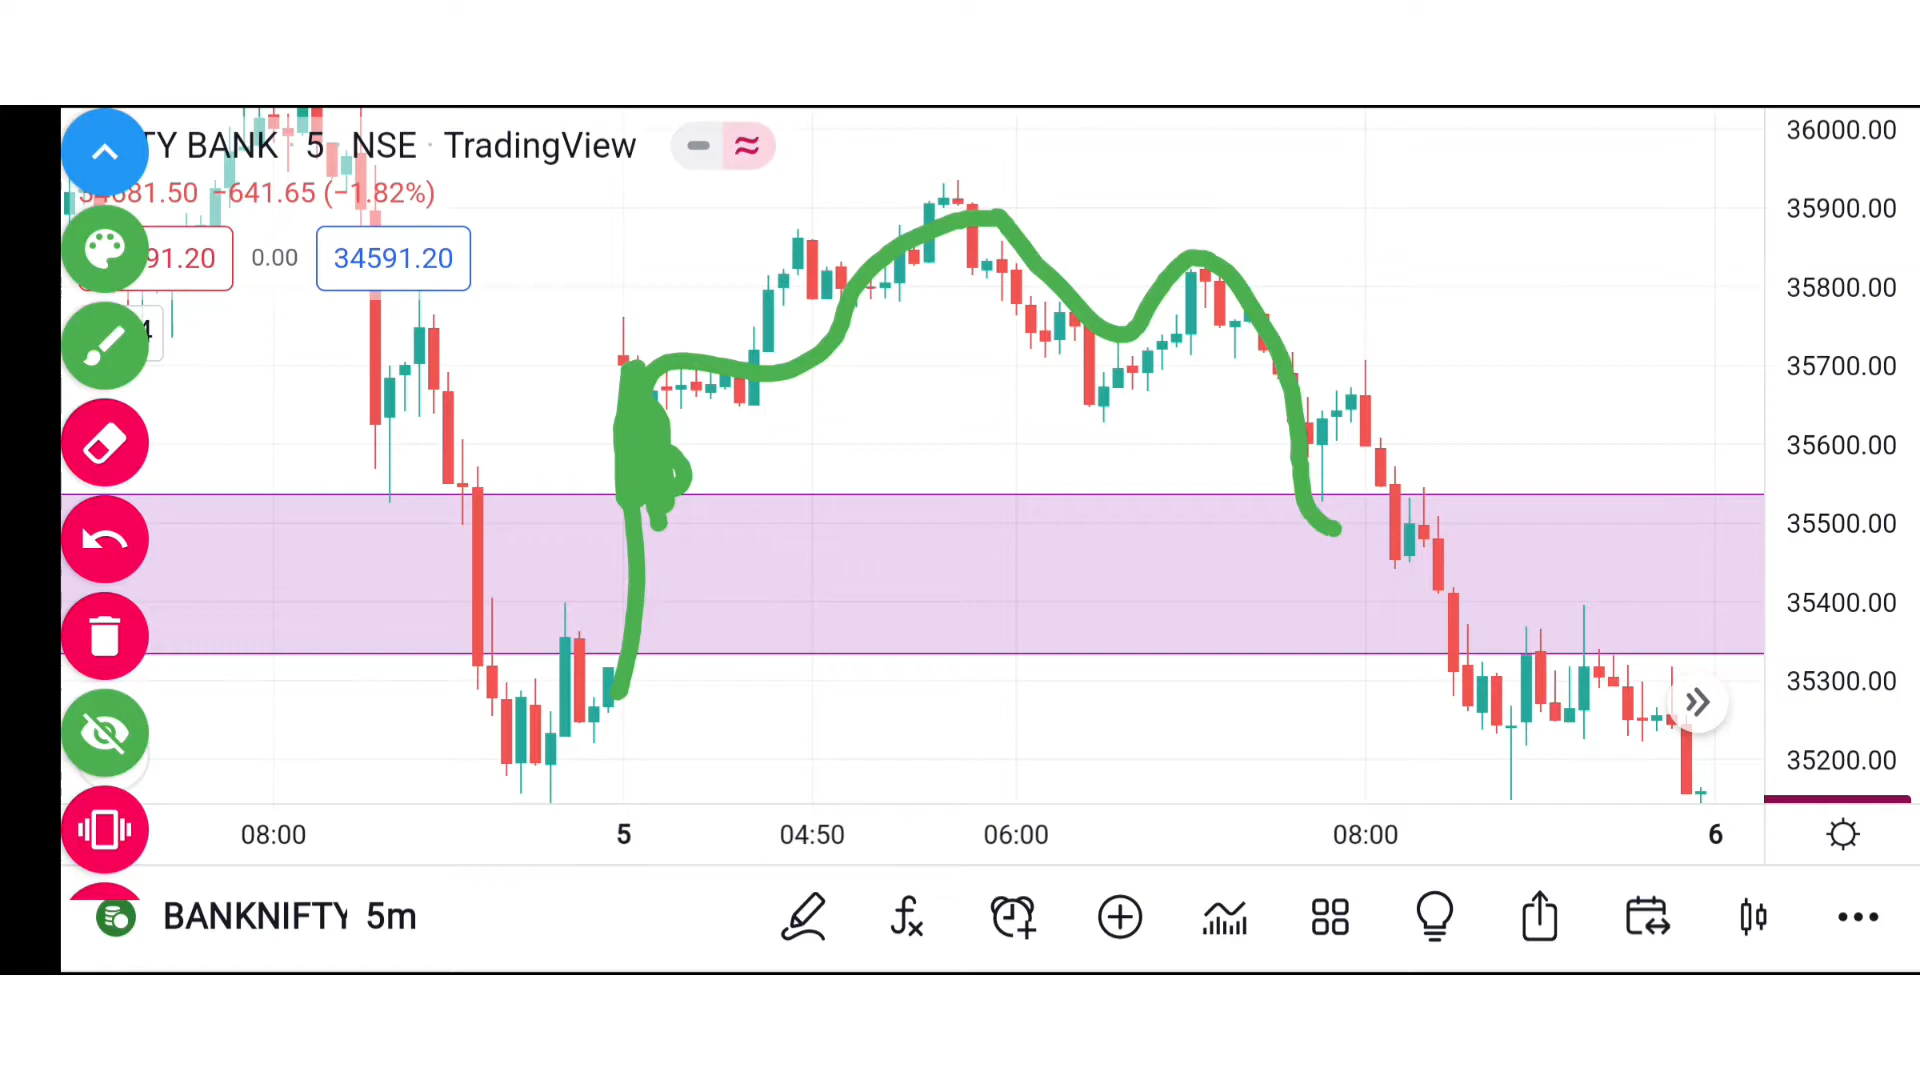 TY BANK · 5 · NSE · TradingView
681.50 −641.65 (−1.82%)
91.20 0.00 34591.20
4
36000.00
35900.00
35800.00
35700.00
35600.00
35500.00
35400.00
35300.00
35200.00
08:00 5 04:50 06:00 08:00 6
BANKNIFTY 5m